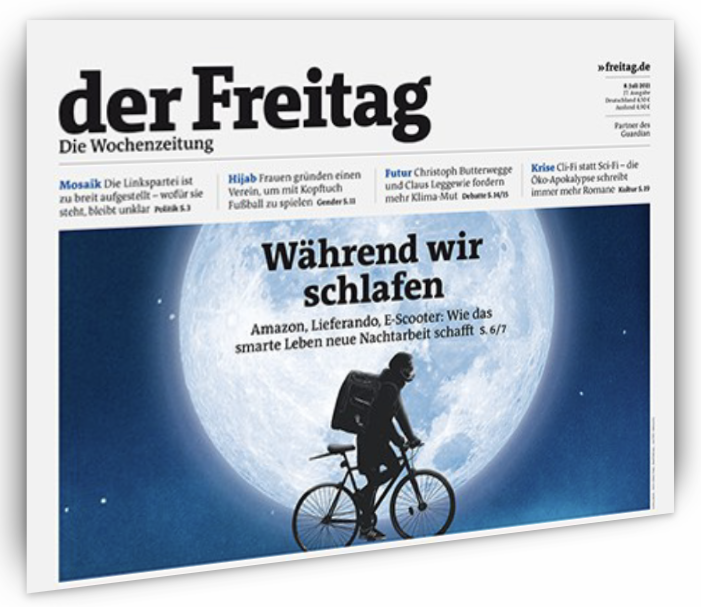 der Freitag
Die Wochenzeitung
»freitag.de
8. Juli 2021
27. Ausgabe
Deutschland 4,50 €
Ausland 4,90 €
Partner des
Guardian
Mosaik Die Linkspartei ist
zu breit aufgestellt – wofür sie
steht, bleibt unklar Politik S.3
Hijab Frauen gründen einen
Verein, um mit Kopftuch
Fußball zu spielen Gender S.11
Futur Christoph Butterwegge
und Claus Leggewie fordern
mehr Klima-Mut Debatte S.14/15
Krise Cli-Fi statt Sci-Fi – die
Öko-Apokalypse schreibt
immer mehr Romane Kultur S.19
Während wir
schlafen
Amazon, Lieferando, E-Scooter: Wie das
smarte Leben neue Nachtarbeit schafft S. 6/7